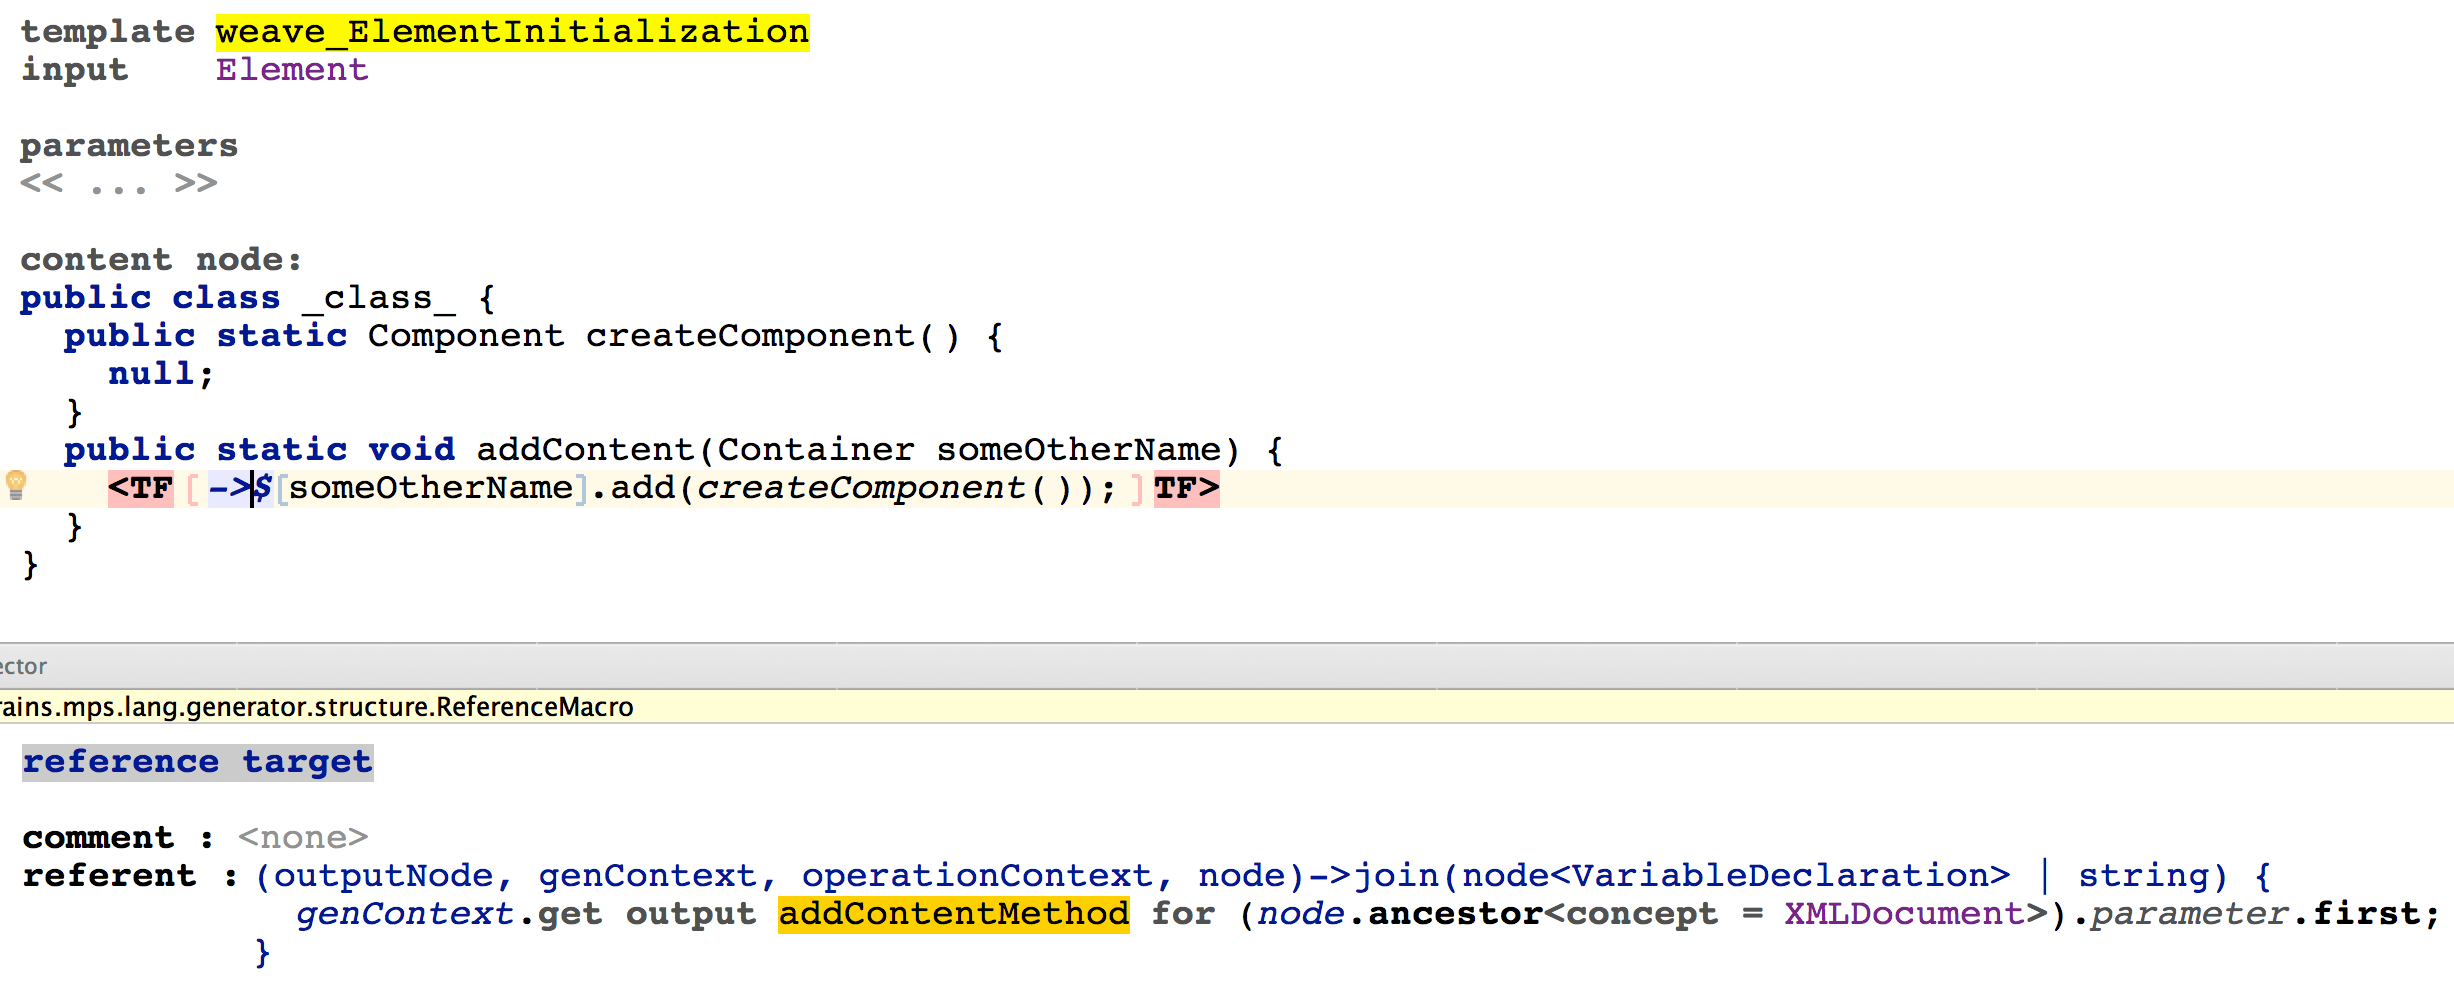 template weave_ElementInitialization
input    Element
parameters
<< ... >>
content node:
public class _class_ {
  public static Component createComponent() {
    null;
  }
  public static void addContent(Container someOtherName) {
    <TF [ ->$[someOtherName].add(createComponent()); ] TF>
  }
}
ector
rains.mps.lang.generator.structure.ReferenceMacro
reference target
comment : <none>
referent : (outputNode, genContext, operationContext, node)->join(node<VariableDeclaration> | string) {
genContext.get output addContentMethod for (node.ancestor<concept = XMLDocument>).parameter.first;
}